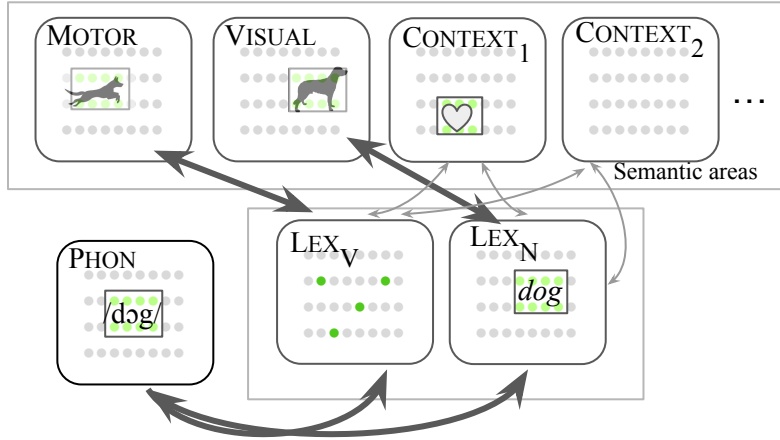 MOTOR
VISUAL
CONTEXT1
CONTEXT2
...
Semantic areas
LEXV
LEXN
dog
PHON
/dɔg/